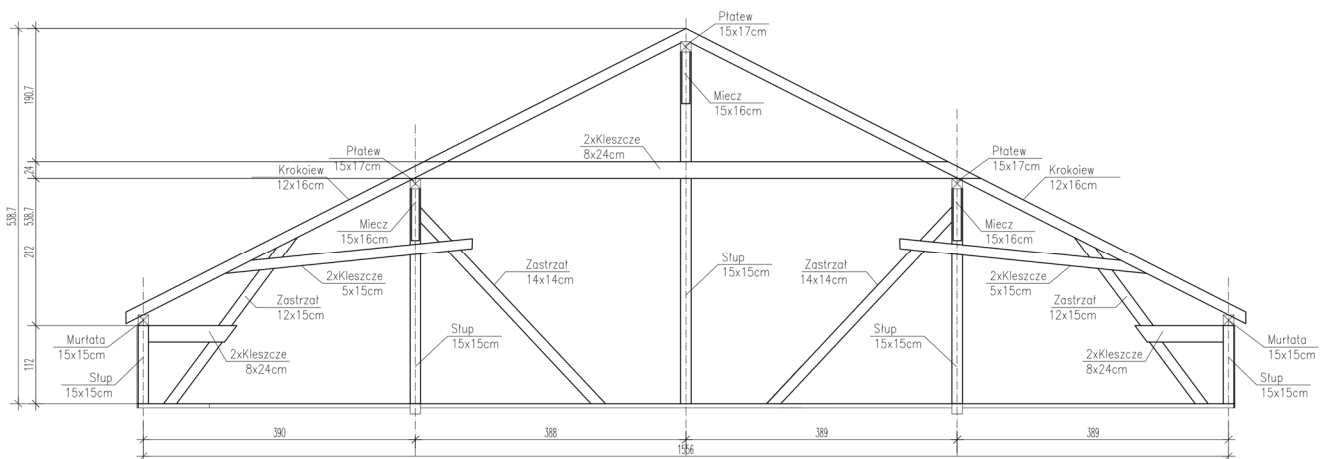 Płatew
15x17cm
Miecz
15x16cm
2xKleszcze
8x24cm
Płatew
15x17cm
Płatew
15x17cm
Krokoiew
12x16cm
Krokoiew
12x16cm
Miecz
15x16cm
Miecz
15x16cm
Zastrzał
14x14cm
Słup
15x15cm
Zastrzał
14x14cm
2xKleszcze
5x15cm
2xKleszcze
5x15cm
Zastrzał
12x15cm
Zastrzał
12x15cm
Murłata
15x15cm
Słup
15x15cm
Słup
15x15cm
Murłata
15x15cm
2xKleszcze
8x24cm
2xKleszcze
8x24cm
Słup
15x15cm
Słup
15x15cm
538.7
190.7
24
538.7
212
112
390
388
389
389
1556